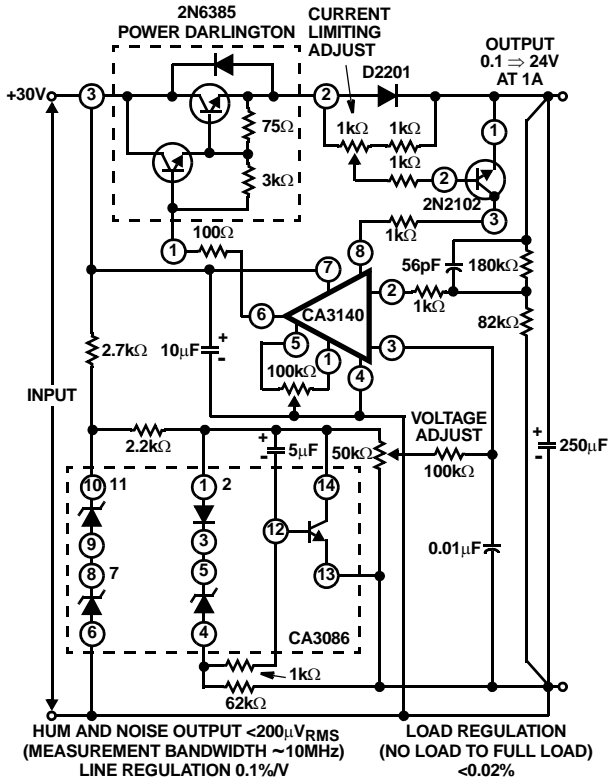 2N6385
POWER DARLINGTON
CURRENT
LIMITING
ADJUST
OUTPUT
0.1 ⇒ 24V
AT 1A
D2201
+30V
3
2
75Ω
1kΩ
1kΩ
1kΩ
1
3kΩ
2
2N2102
3
1
100Ω
8
1kΩ
7
56pF
180kΩ
6
CA3140
2
1kΩ
82kΩ
5
3
2.7kΩ
10μF
+
-
1
100kΩ
4
INPUT
VOLTAGE
ADJUST
2.2kΩ
+
-
5μF
50kΩ
100kΩ
+
-
250μF
10
11
1
2
14
9
3
12
0.01μF
8
7
5
13
6
4
CA3086
1kΩ
62kΩ
HUM AND NOISE OUTPUT <200μVRMS
(MEASUREMENT BANDWIDTH ~10MHz)
LINE REGULATION 0.1%/V
LOAD REGULATION
(NO LOAD TO FULL LOAD)
<0.02%